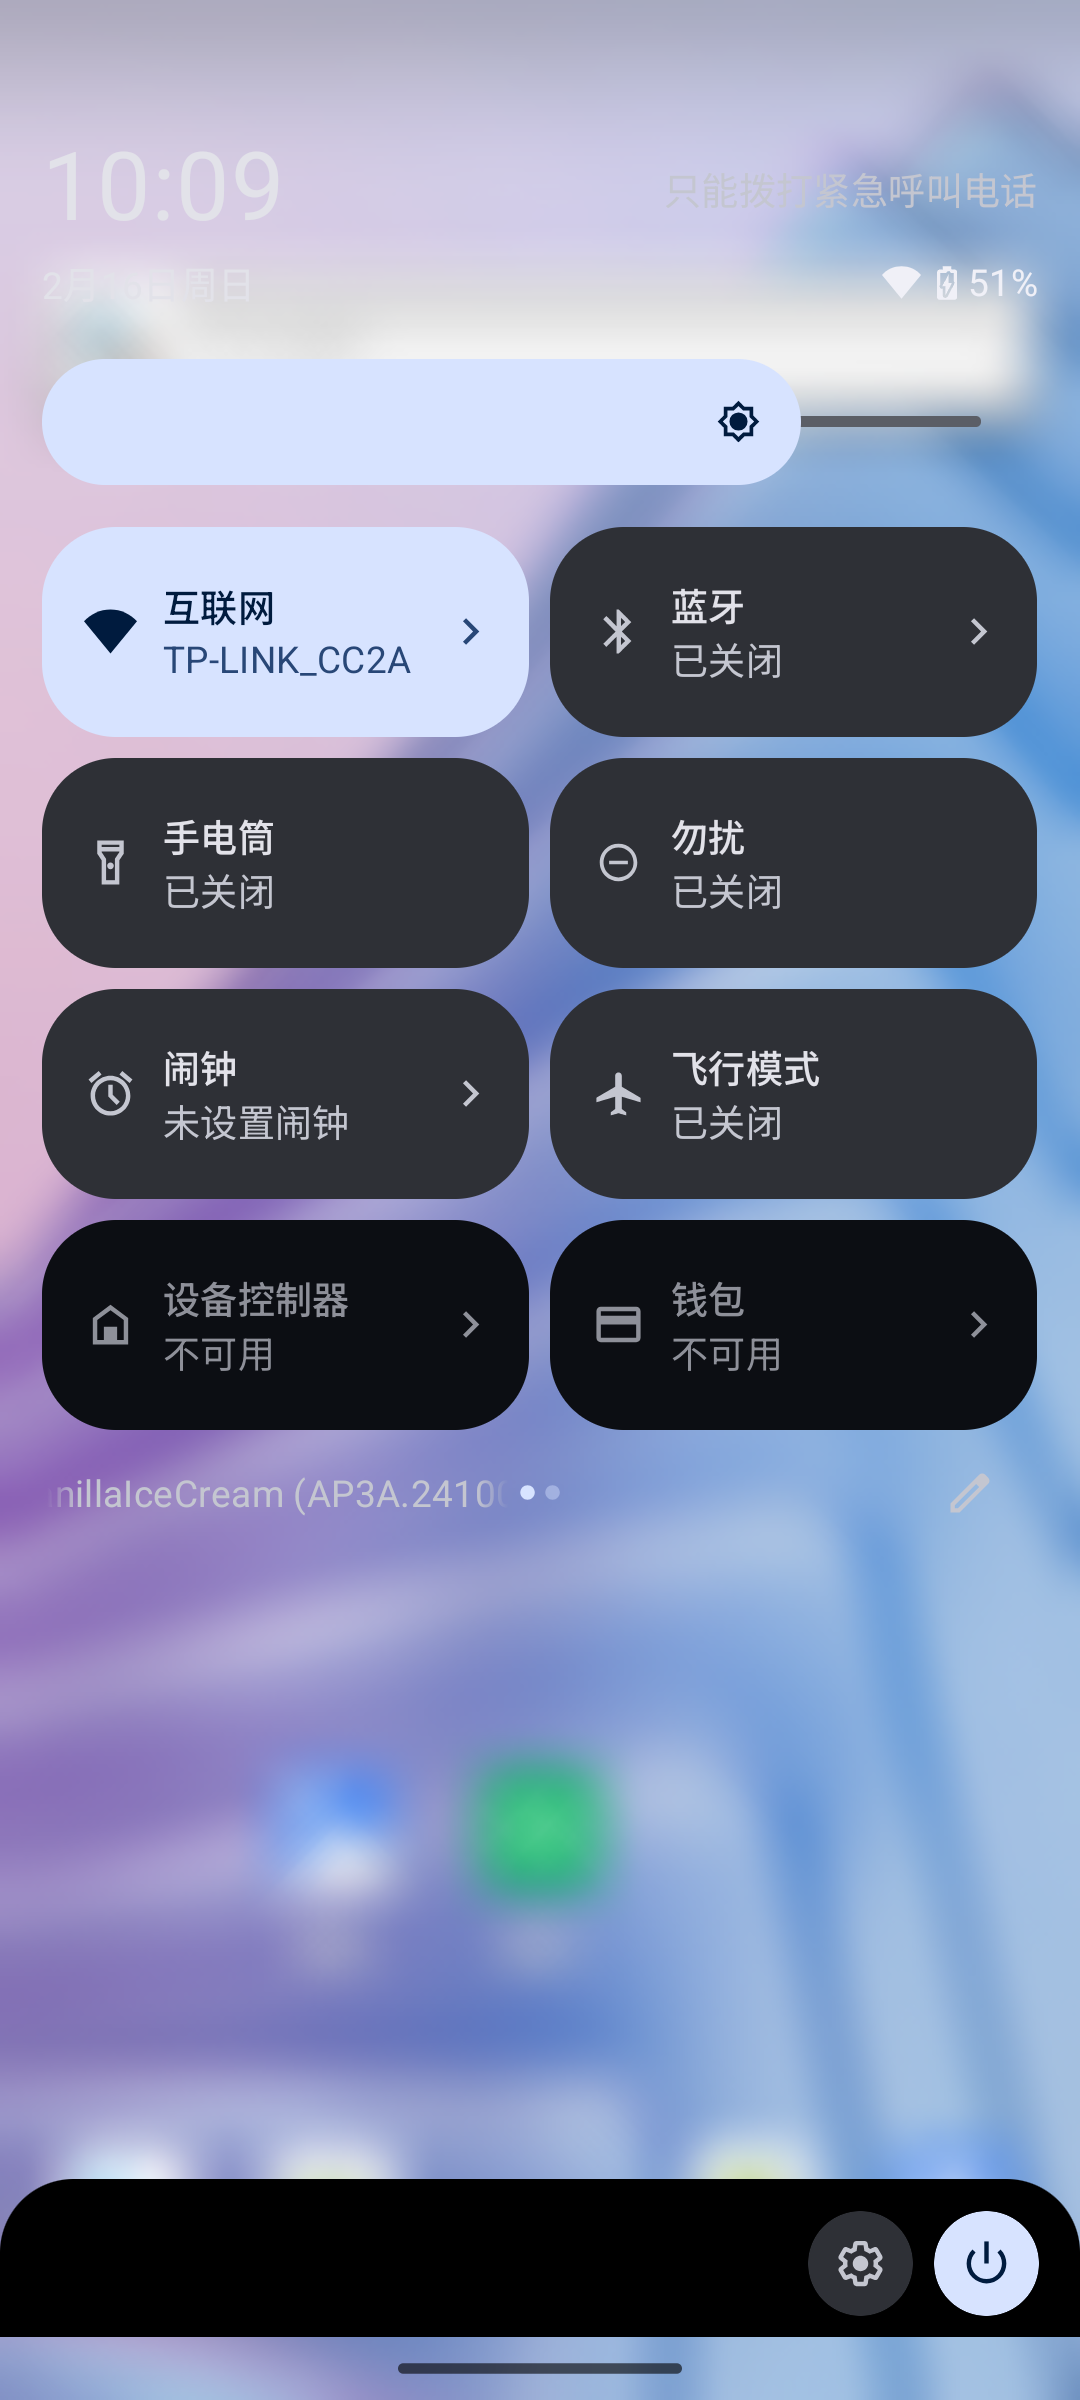 10:09
只能拨打紧急呼叫电话
2月16日周日
51%
互联网
TP-LINK_CC2A
蓝牙
已关闭
手电筒
已关闭
勿扰
已关闭
闹钟
未设置闹钟
飞行模式
已关闭
设备控制器
不可用
钱包
不可用
nillaIceCream (AP3A.24100